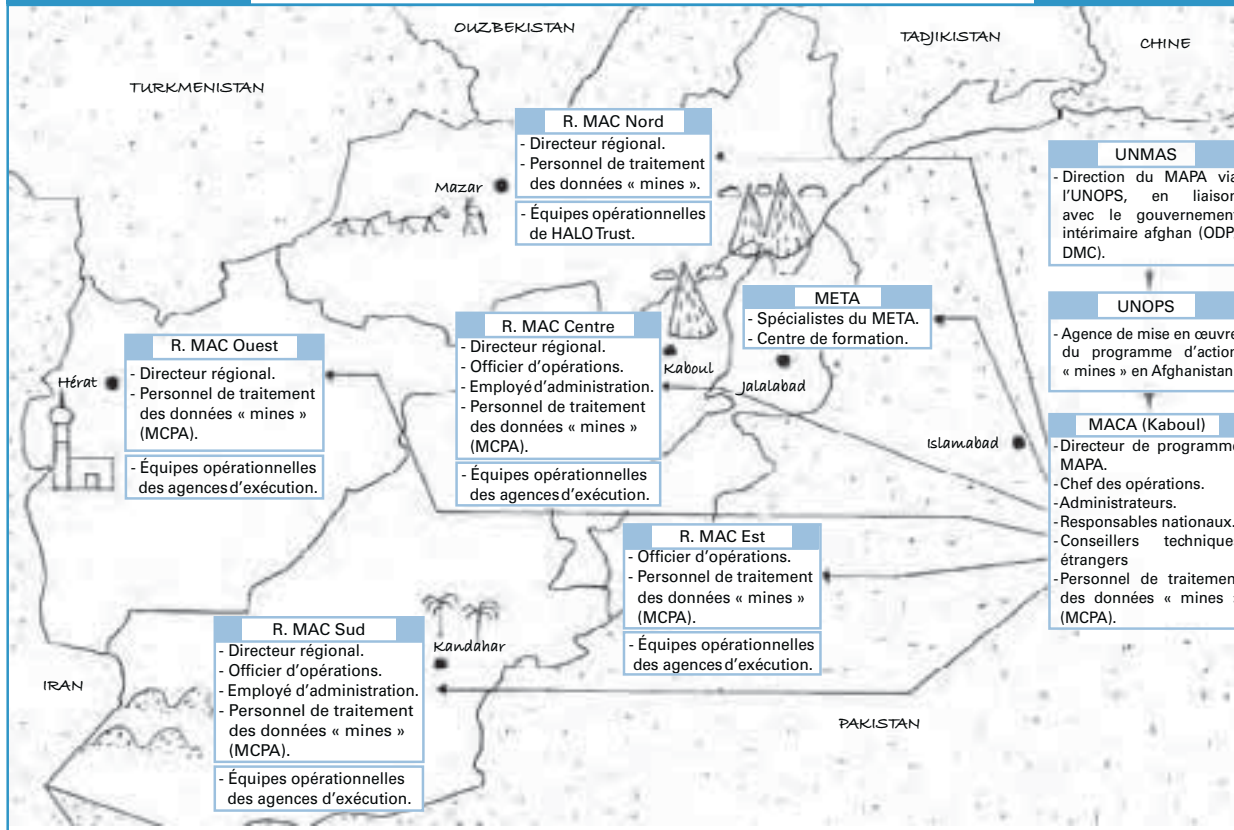 OUZBEKISTAN
TADJIKISTAN
CHINE
TURKMENISTAN
R. MAC Nord
- Directeur régional.
- Personnel de traitement
des données « mines ».
- Équipes opérationnelles
de HALO Trust.
Mazar
UNMAS
- Direction du MAPA via
l'UNOPS, en liaison
avec le gouvernement
intérimaire afghan (ODP,
DMC).
UNOPS
- Agence de mise en œuvre
du programme d'action
« mines » en Afghanistan
MACA (Kaboul)
- Directeur de programme
MAPA.
- Chef des opérations.
- Administrateurs.
- Responsables nationaux.
- Conseillers technique
étrangers
- Personnel de traitement
des données « mines »
(MCPA).
META
- Spécialistes du META.
- Centre de formation.
Jalalabad
Islamabad
R. MAC Centre
- Directeur régional.
- Officier d'opérations.
- Employé d'administration.
- Personnel de traitement
des données « mines »
(MCPA).
- Équipes opérationnelles
des agences d'exécution.
Kaboul
R. MAC Ouest
- Directeur régional.
- Personnel de traitement
des données « mines »
(MCPA).
- Équipes opérationnelles
des agences d'exécution.
Hérat
R. MAC Est
- Officier d'opérations.
- Personnel de traitement
des données « mines »
(MCPA).
- Équipes opérationnelles
des agences d'exécution.
R. MAC Sud
- Directeur régional.
- Officier d'opérations.
- Employé d'administration.
- Personnel de traitement
des données « mines »
(MCPA).
- Équipes opérationnelles
des agences d'exécution.
Kandahar
IRAN
PAKISTAN